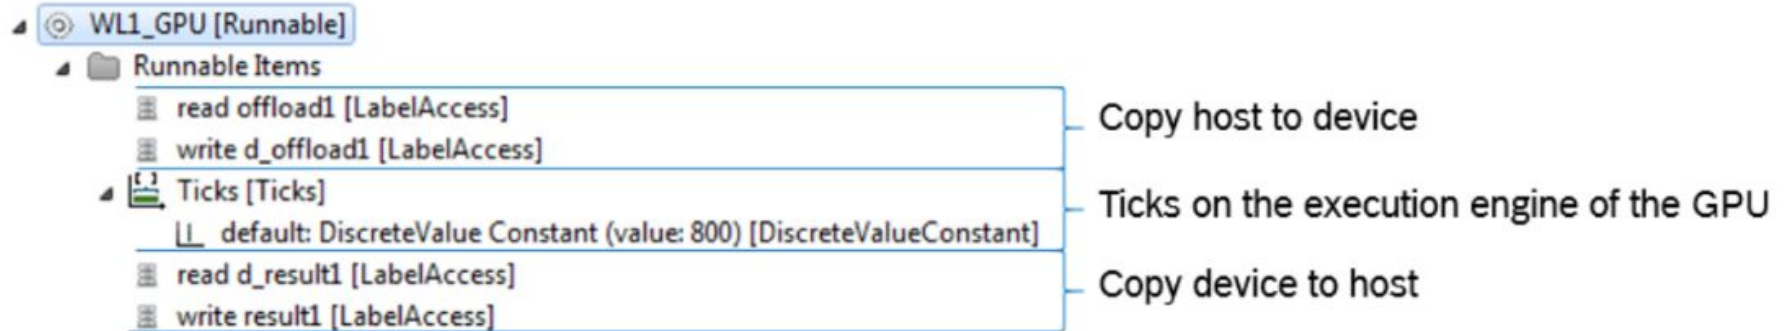 WL1_GPU [Runnable]
Runnable Items
read offload1 [LabelAccess]
write d_offload1 [LabelAccess]
Copy host to device
Ticks [Ticks]
default: DiscreteValue Constant (value: 800) [DiscreteValueConstant]
Ticks on the execution engine of the GPU
read d_result1 [LabelAccess]
write result1 [LabelAccess]
Copy device to host